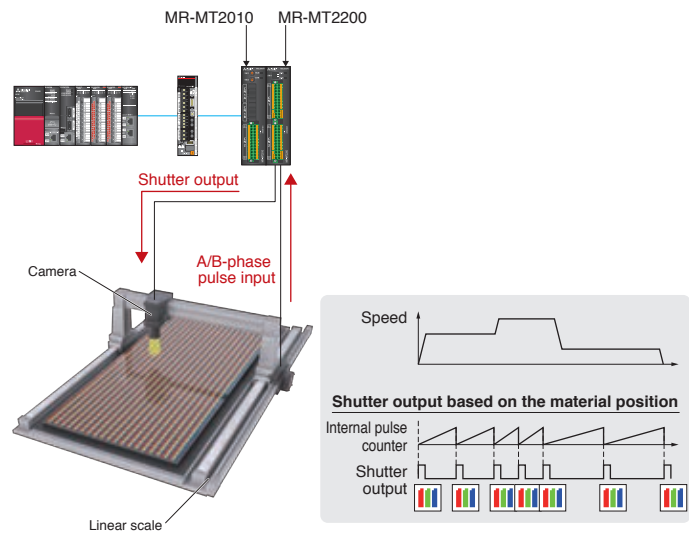 MR-MT2010 MR-MT2200
Shutter output
A/B-phase
pulse input
Camera
Linear scale
Speed
Shutter output based on the material position
Internal pulse
counter
Shutter
output